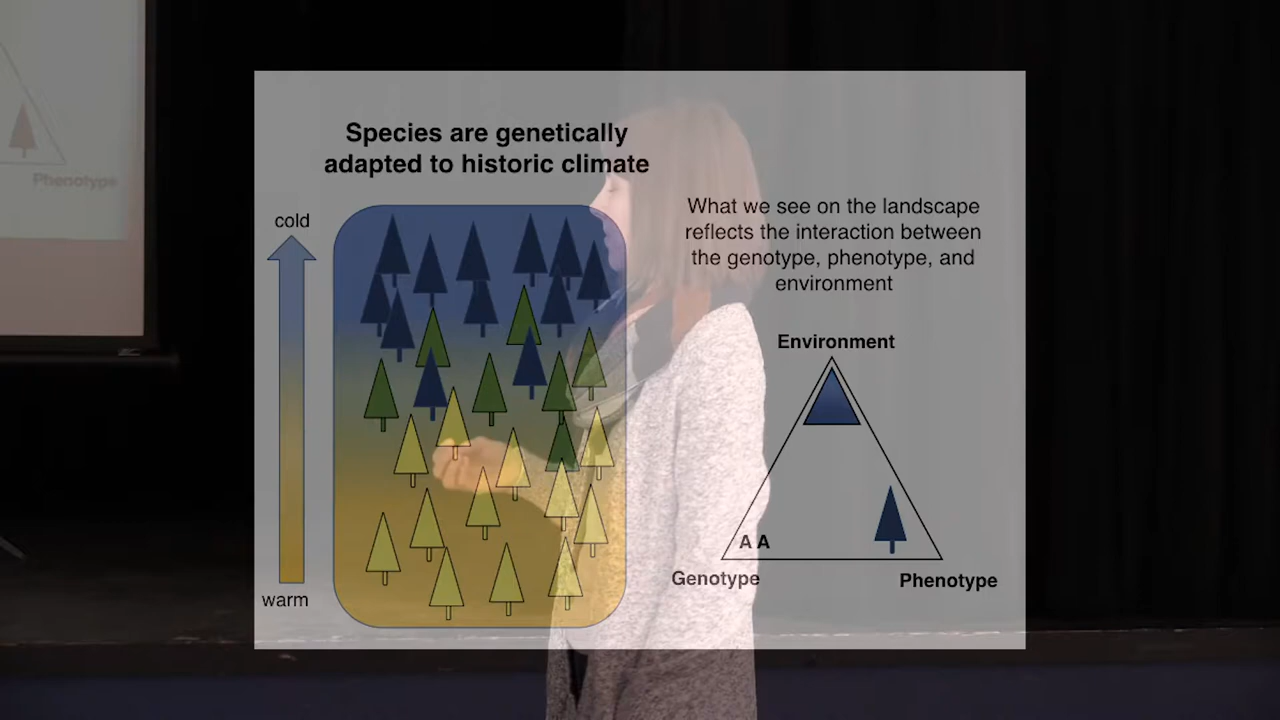 Phenotype
Species are genetically
adapted to historic climate
cold
warm
What we see on the landscape
reflects the interaction between
the genotype, phenotype, and
environment
Environment
A A
Genotype
Phenotype